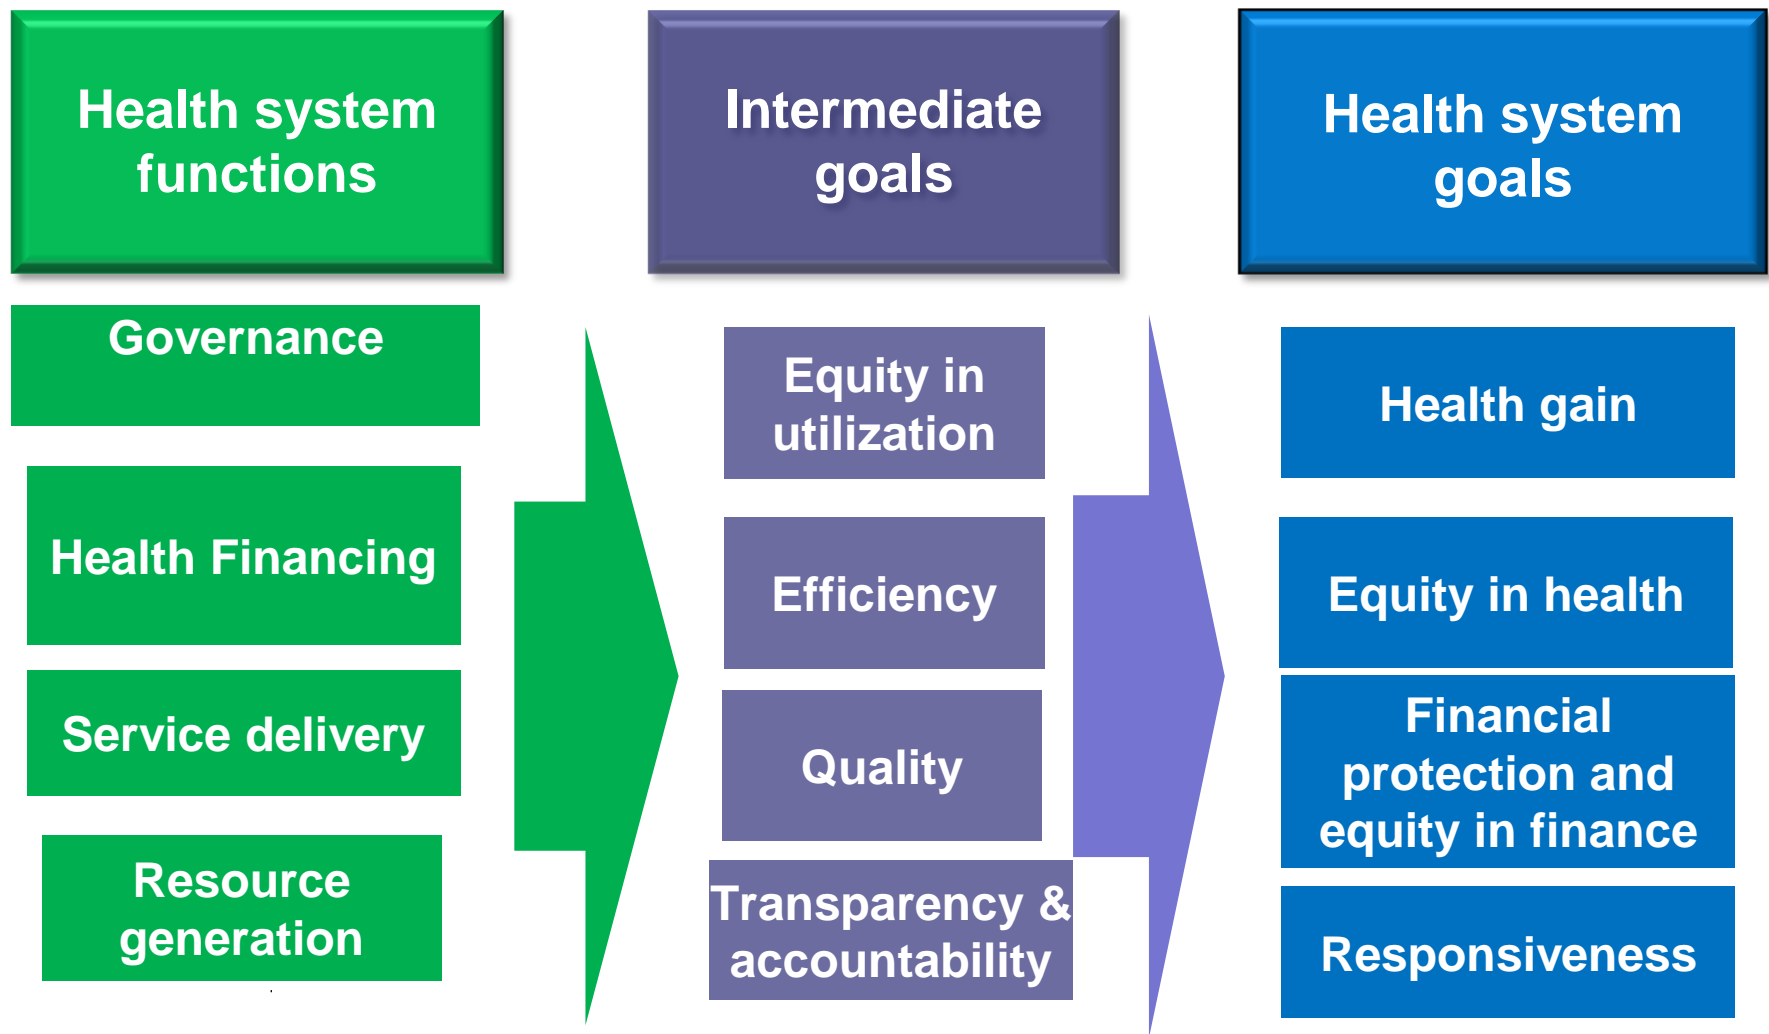 Health system
functions
Intermediate
goals
Health system
goals
Governance
Health Financing
Service delivery
Resource
generation
Equity in
utilization
Efficiency
Quality
Transparency &
accountability
Health gain
Equity in health
Financial
protection and
equity in finance
Responsiveness